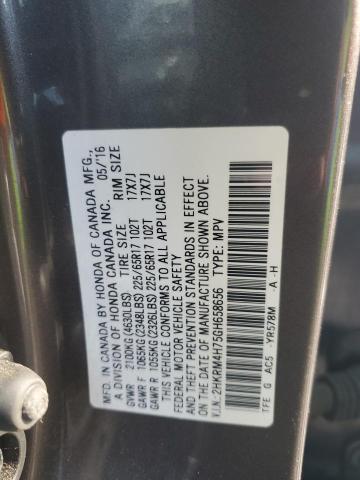 MFD. IN CANADA BY HONDA OF CANADA MFG.,
A DIVISION OF HONDA CANADA INC. 05/'16
TIRE SIZE RIM SIZE
GVWR 2100KG(4630LBS)
GAWR F 1065KG(2348LBS) 225/65R17 102T 17X7J
GAWR R 1055KG(2326LBS) 225/65R17 102T 17X7J
THIS VEHICLE CONFORMS TO ALL APPLICABLE
FEDERAL MOTOR VEHICLE SAFETY
AND THEFT PREVENTION STANDARDS IN EFFECT
ON THE DATE OF MANUFACTURE SHOWN ABOVE.
V.I.N.:2HKRM4H75GH658656 TYPE: MPV
TFE G AC5 -YR578M -A -H